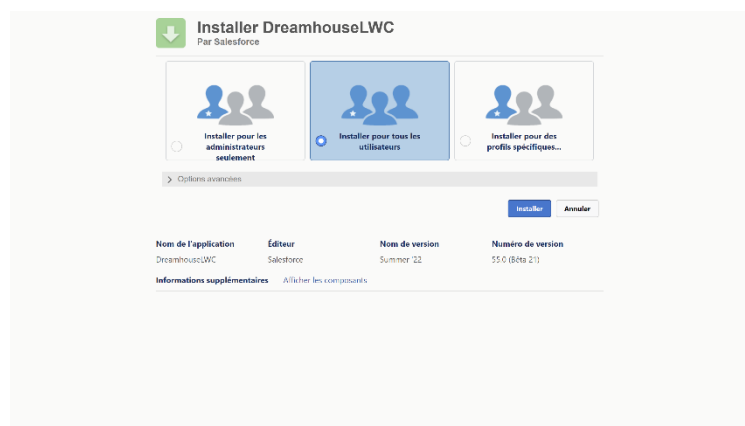 Installer DreamhouseLWC
Par Salesforce
Installer pour les
administrateurs
seulement
Installer pour tous les
utilisateurs
Installer pour des
profils spécifiques...
Options avancées
Installer Annuler
Nom de l'application Éditeur Nom de version Numéro de version
DreamhouseLWC Salesforce Summer '22 55.0 (Bêta 21)
Informations supplémentaires Afficher les composants